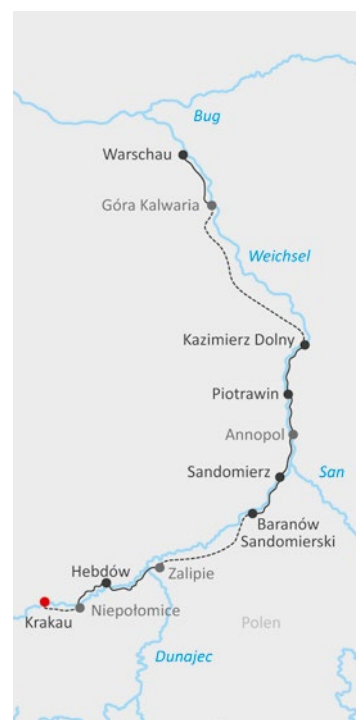 Bug
Warschau
Góra Kalwaria
Weichsel
Kazimierz Dolny
Piotrawin
Annopol
Sandomierz
San
Baranów
Sandomierski
Hebdów
Zalipie
Niepołomice
Krakau
Polen
Dunajec